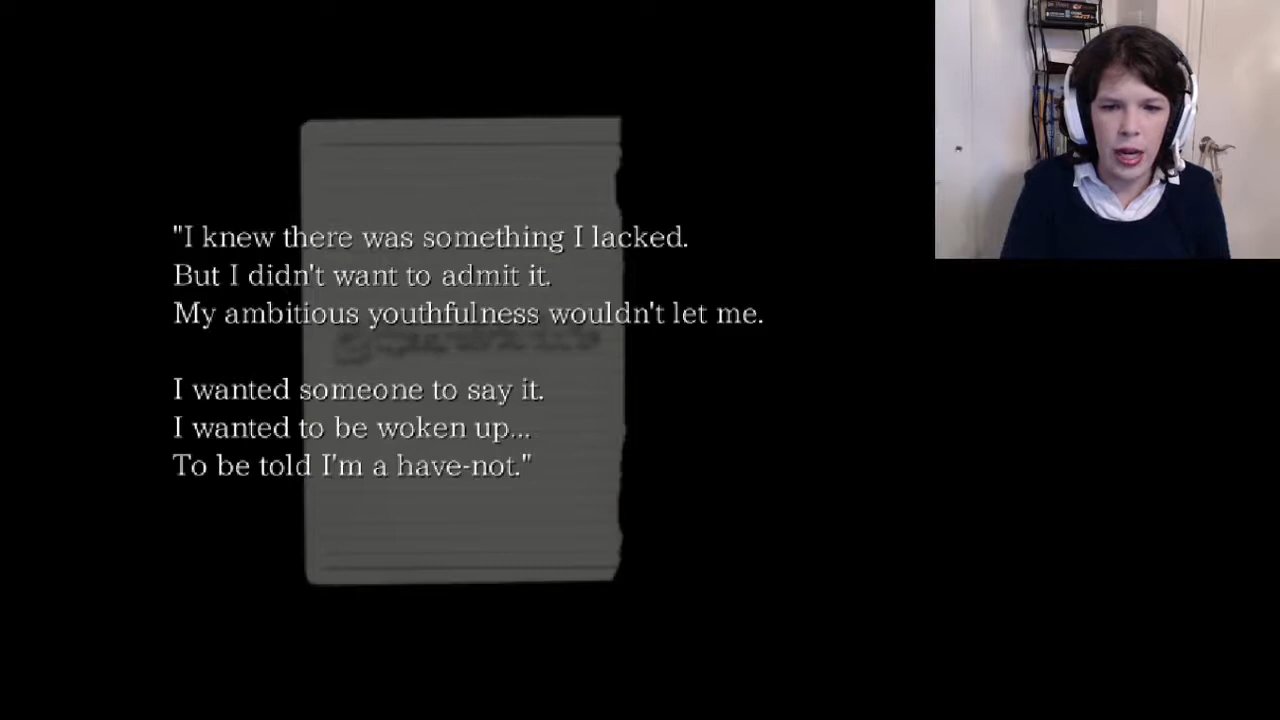 "I knew there was something I lacked.
But I didn't want to admit it.
My ambitious youthfulness wouldn't let me.
I wanted someone to say it.
I wanted to be woken up...
To be told I'm a have-not."